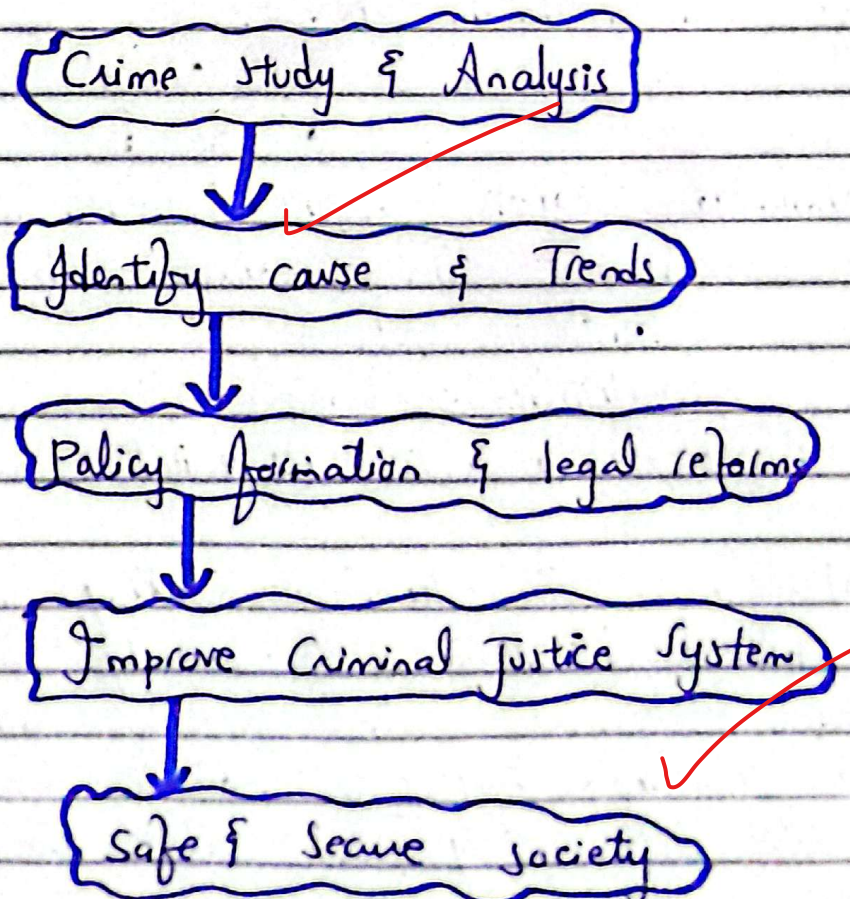 Crime study & Analysis
Identify cause & Trends
Policy formation & legal reforms
Improve Criminal Justice System
Safe & secure society